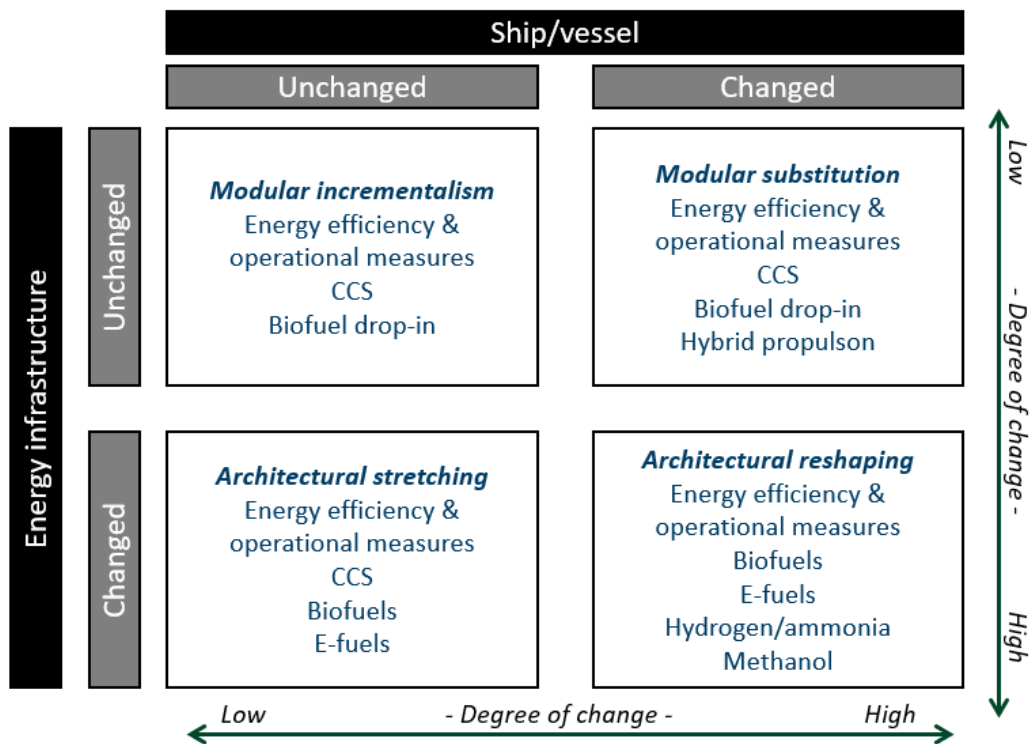 Ship/vessel
Unchanged
Changed
Energy infrastructure
Unchanged
Modular incrementalism
Energy efficiency &
operational measures
CCS
Biofuel drop-in
Modular substitution
Energy efficiency &
operational measures
CCS
Biofuel drop-in
Hybrid propulson
Changed
Architectural stretching
Energy efficiency &
operational measures
CCS
Biofuels
E-fuels
Architectural reshaping
Energy efficiency &
operational measures
Biofuels
E-fuels
Hydrogen/ammonia
Methanol
Low
- Degree of change -
High
Low
- Degree of change -
High